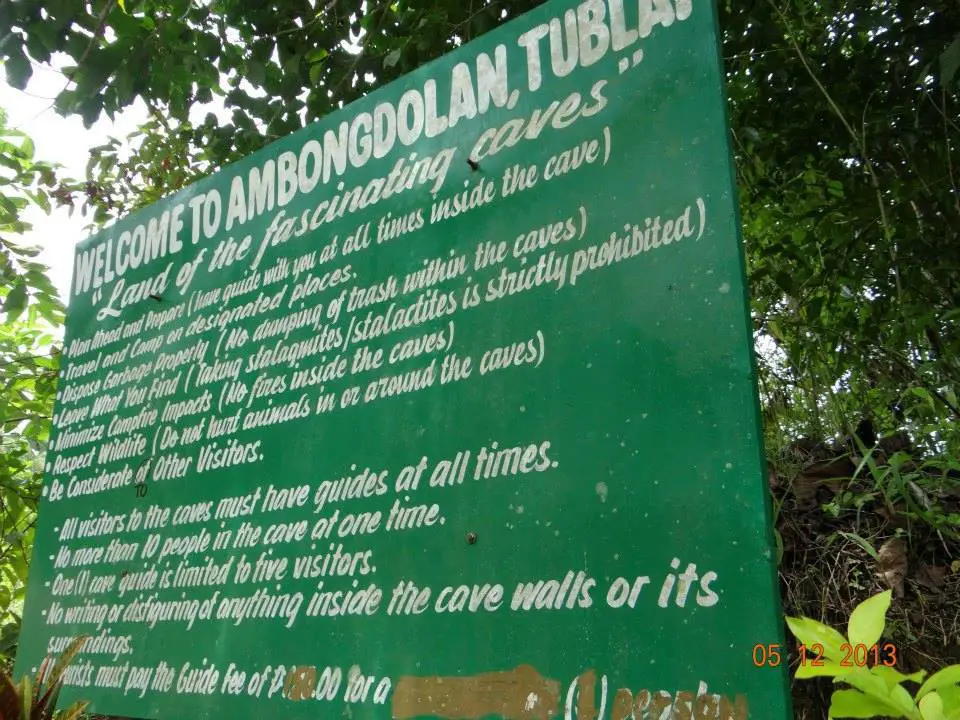 WELCOME TO AMBONGDOLAN, TUBLAY
"Land of the fascinating caves"
• Plan Ahead and Prepare (have guide with you at all times inside the cave)
• Travel and Camp on designated places.
• Dispose Garbage Properly (No dumping of trash within the caves)
• Leave What You Find (Taking stalagmites/stalactites is strictly prohibited)
• Minimize Campfire Impacts (No fires inside the caves)
• Respect Wildlife (Do not hurt animals in or around the caves)
• Be Considerate of Other Visitors.
TO
- All visitors to the caves must have guides at all times.
- No more than 10 people in the cave at one time.
- One (1) cave guide is limited to five visitors.
- No writing or disfiguring of anything inside the cave walls or its
surroundings.
- Tourists must pay the Guide Fee of P .00 for a
05 12 2013